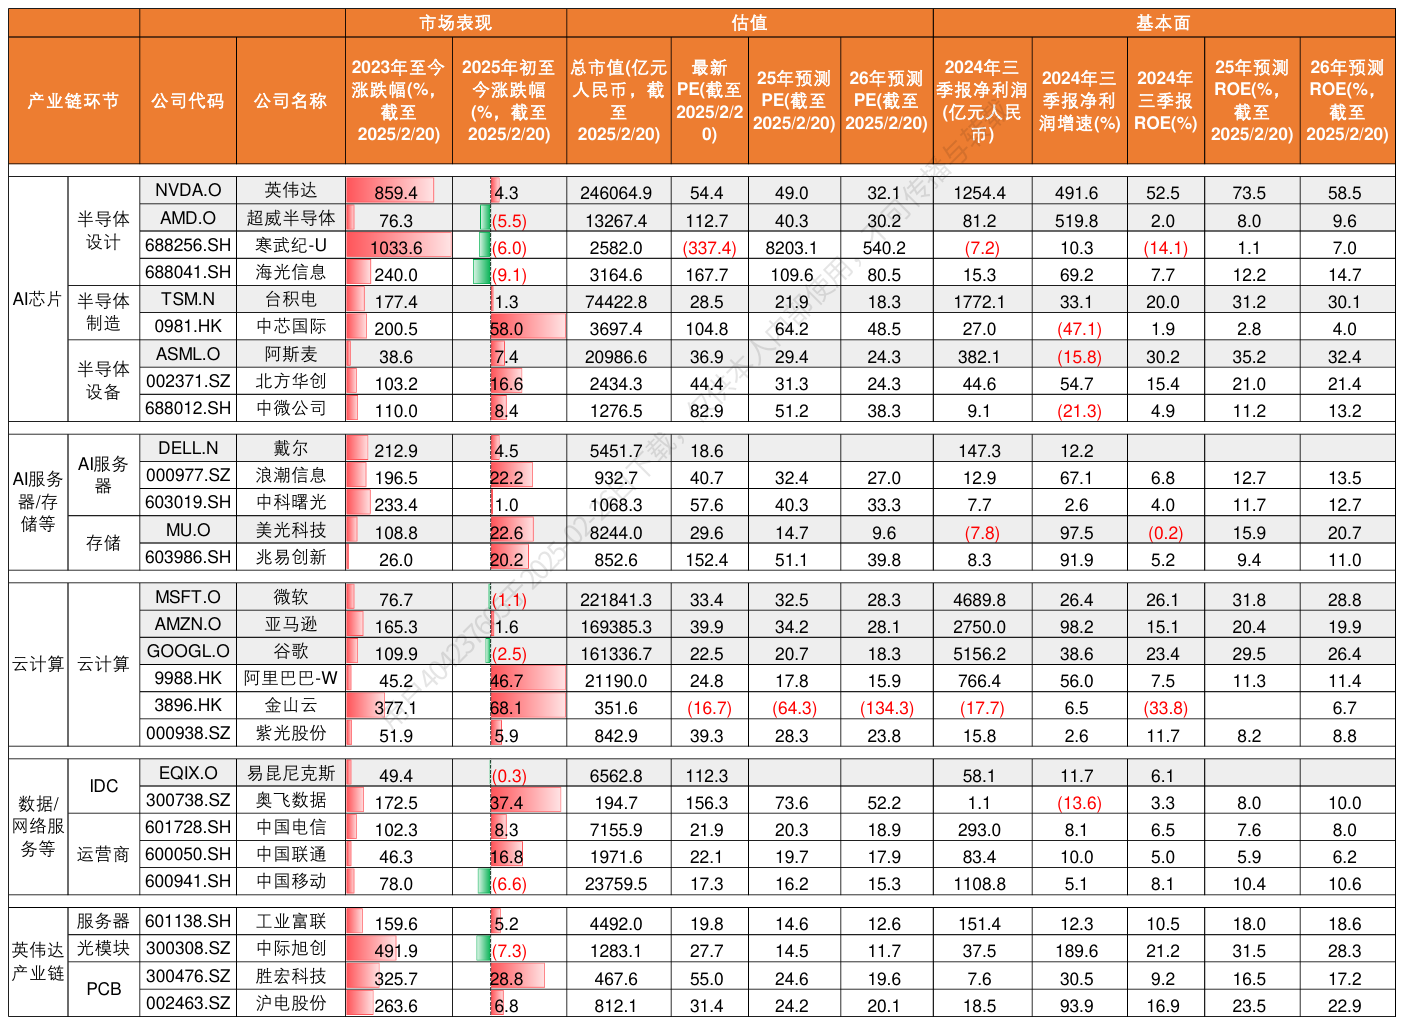 市场表现 估值 基本面
产业链环节 公司代码 公司名称 2023年至今涨跌幅(%，截至2025/2/20) 2025年初至今涨跌幅(%，截至2025/2/20) 总市值(亿元人民币，截至2025/2/20) 最新PE(截至2025/2/20) 25年预测PE(截至2025/2/20) 26年预测PE(截至2025/2/20) 2024年三季报净利润(亿元人民币) 2024年三季报净利润增速(%) 2024年三季报ROE(%) 25年预测ROE(%，截至2025/2/20) 26年预测ROE(%，截至2025/2/20)
AI芯片 半导体设计 NVDA.O 英伟达 859.4 4.3 246064.9 54.4 49.0 32.1 1254.4 491.6 52.5 73.5 58.5
AMD.O 超威半导体 76.3 (5.5) 13267.4 112.7 40.3 30.2 81.2 519.8 2.0 8.0 9.6
688256.SH 寒武纪-U 1033.6 (6.0) 2582.0 (337.4) 8203.1 540.2 (7.2) 10.3 (14.1) 1.1 7.0
688041.SH 海光信息 240.0 (9.1) 3164.6 167.7 109.6 80.5 15.3 69.2 7.7 12.2 14.7
半导体制造 TSM.N 台积电 177.4 1.3 74422.8 28.5 21.9 18.3 1772.1 33.1 20.0 31.2 30.1
0981.HK 中芯国际 200.5 58.0 3697.4 104.8 64.2 48.5 27.0 (47.1) 1.9 2.8 4.0
半导体设备 ASML.O 阿斯麦 38.6 7.4 20986.6 36.9 29.4 24.3 382.1 (15.8) 30.2 35.2 32.4
002371.SZ 北方华创 103.2 16.6 2434.3 44.4 31.3 24.3 44.6 54.7 15.4 21.0 21.4
688012.SH 中微公司 110.0 8.4 1276.5 82.9 51.2 38.3 9.1 (21.3) 4.9 11.2 13.2
AI服务器/存储等 AI服务器 DELL.N 戴尔 212.9 4.5 5451.7 18.6 147.3 12.2
000977.SZ 浪潮信息 196.5 22.2 932.7 40.7 32.4 27.0 12.9 67.1 6.8 12.7 13.5
603019.SH 中科曙光 233.4 1.0 1068.3 57.6 40.3 33.3 7.7 2.6 4.0 11.7 12.7
存储 MU.O 美光科技 108.8 22.6 8244.0 29.6 14.7 9.6 (7.8) 97.5 (0.2) 15.9 20.7
603986.SH 兆易创新 26.0 20.2 852.6 152.4 51.1 39.8 8.3 91.9 5.2 9.4 11.0
云计算 云计算 MSFT.O 微软 76.7 (1.1) 221841.3 33.4 32.5 28.3 4689.8 26.4 26.1 31.8 28.8
AMZN.O 亚马逊 165.3 1.6 169385.3 39.9 34.2 28.1 2750.0 98.2 15.1 20.4 19.9
GOOGL.O 谷歌 109.9 (2.5) 161336.7 22.5 20.7 18.3 5156.2 38.6 23.4 29.5 26.4
9988.HK 阿里巴巴-W 45.2 46.7 21190.0 24.8 17.8 15.9 766.4 56.0 7.5 11.3 11.4
3896.HK 金山云 377.1 68.1 351.6 (16.7) (64.3) (134.3) (17.7) 6.5 (33.8) 6.7
000938.SZ 紫光股份 51.9 5.9 842.9 39.3 28.3 23.8 15.8 2.6 11.7 8.2 8.8
数据/网络服务等 IDC EQIX.O 易昆尼克斯 49.4 (0.3) 6562.8 112.3 58.1 11.7 6.1
300738.SZ 奥飞数据 172.5 37.4 194.7 156.3 73.6 52.2 1.1 (13.6) 3.3 8.0 10.0
运营商 601728.SH 中国电信 102.3 8.3 7155.9 21.9 20.3 18.9 293.0 8.1 6.5 7.6 8.0
600050.SH 中国联通 46.3 16.8 1971.6 22.1 19.7 17.9 83.4 10.0 5.0 5.9 6.2
600941.SH 中国移动 78.0 (6.6) 23759.5 17.3 16.2 15.3 1108.8 5.1 8.1 10.4 10.6
英伟达产业链 服务器 601138.SH 工业富联 159.6 5.2 4492.0 19.8 14.6 12.6 151.4 12.3 10.5 18.0 18.6
光模块 300308.SZ 中际旭创 491.9 (7.3) 1283.1 27.7 14.5 11.7 37.5 189.6 21.2 31.5 28.3
PCB 300476.SZ 胜宏科技 325.7 28.8 467.6 55.0 24.6 19.6 7.6 30.5 9.2 16.5 17.2
002463.SZ 沪电股份 263.6 6.8 812.1 31.4 24.2 20.1 18.5 93.9 16.9 23.5 22.9